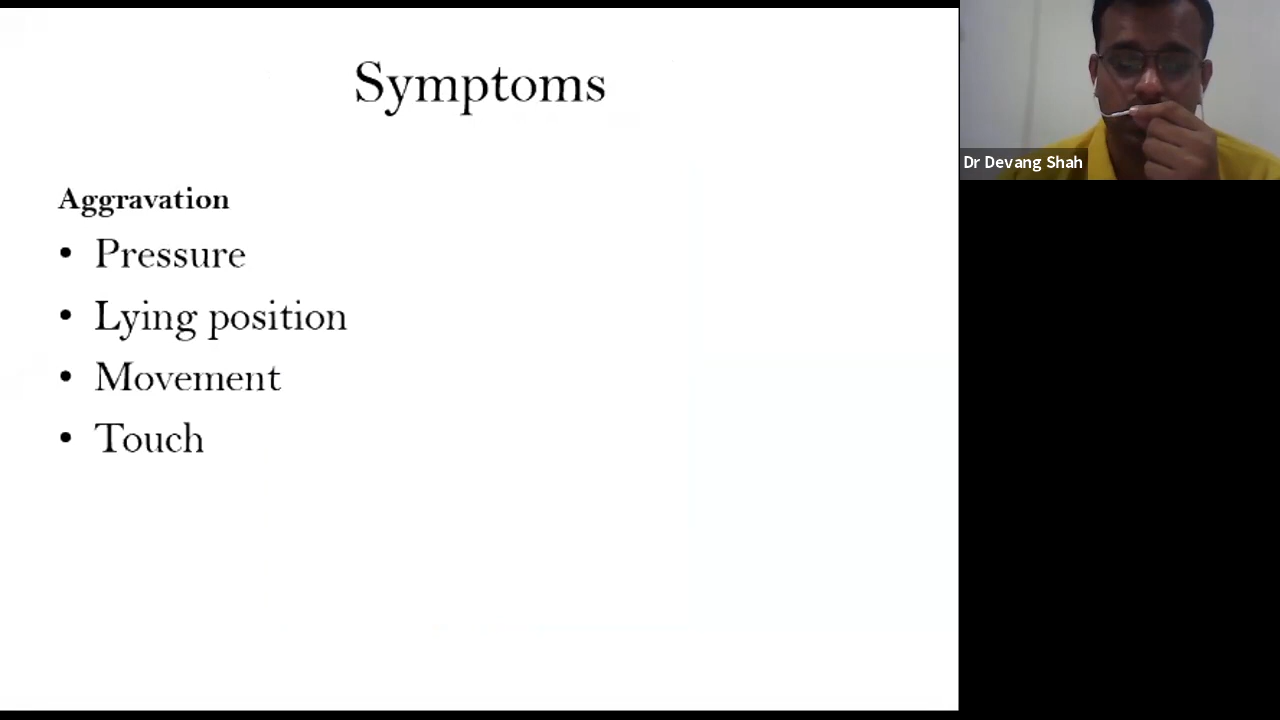 Symptoms
Aggravation
• Pressure
• Lying position
• Movement
• Touch
Dr Devang Shah